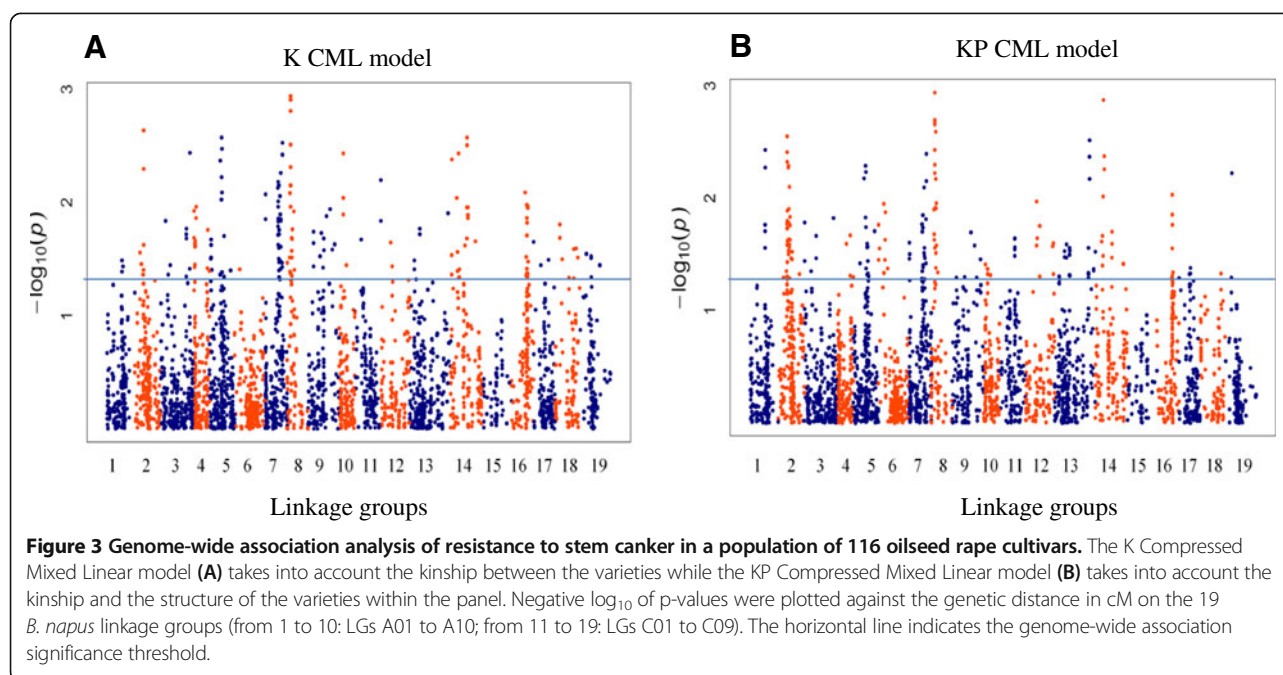 A
K CML model
B
KP CML model
3
2
1
−log10(p)
1 2 3 4 5 6 7 8 9 10 11 12 13 14 15 16 17 18 19
Linkage groups
3
2
1
−log10(p)
1 2 3 4 5 6 7 8 9 10 11 12 13 14 15 16 17 18 19
Linkage groups
Figure 3 Genome-wide association analysis of resistance to stem canker in a population of 116 oilseed rape cultivars. The K Compressed
Mixed Linear model (A) takes into account the kinship between the varieties while the KP Compressed Mixed Linear model (B) takes into account the
kinship and the structure of the varieties within the panel. Negative log10 of p-values were plotted against the genetic distance in cM on the 19
B. napus linkage groups (from 1 to 10: LGs A01 to A10; from 11 to 19: LGs C01 to C09). The horizontal line indicates the genome-wide association
significance threshold.